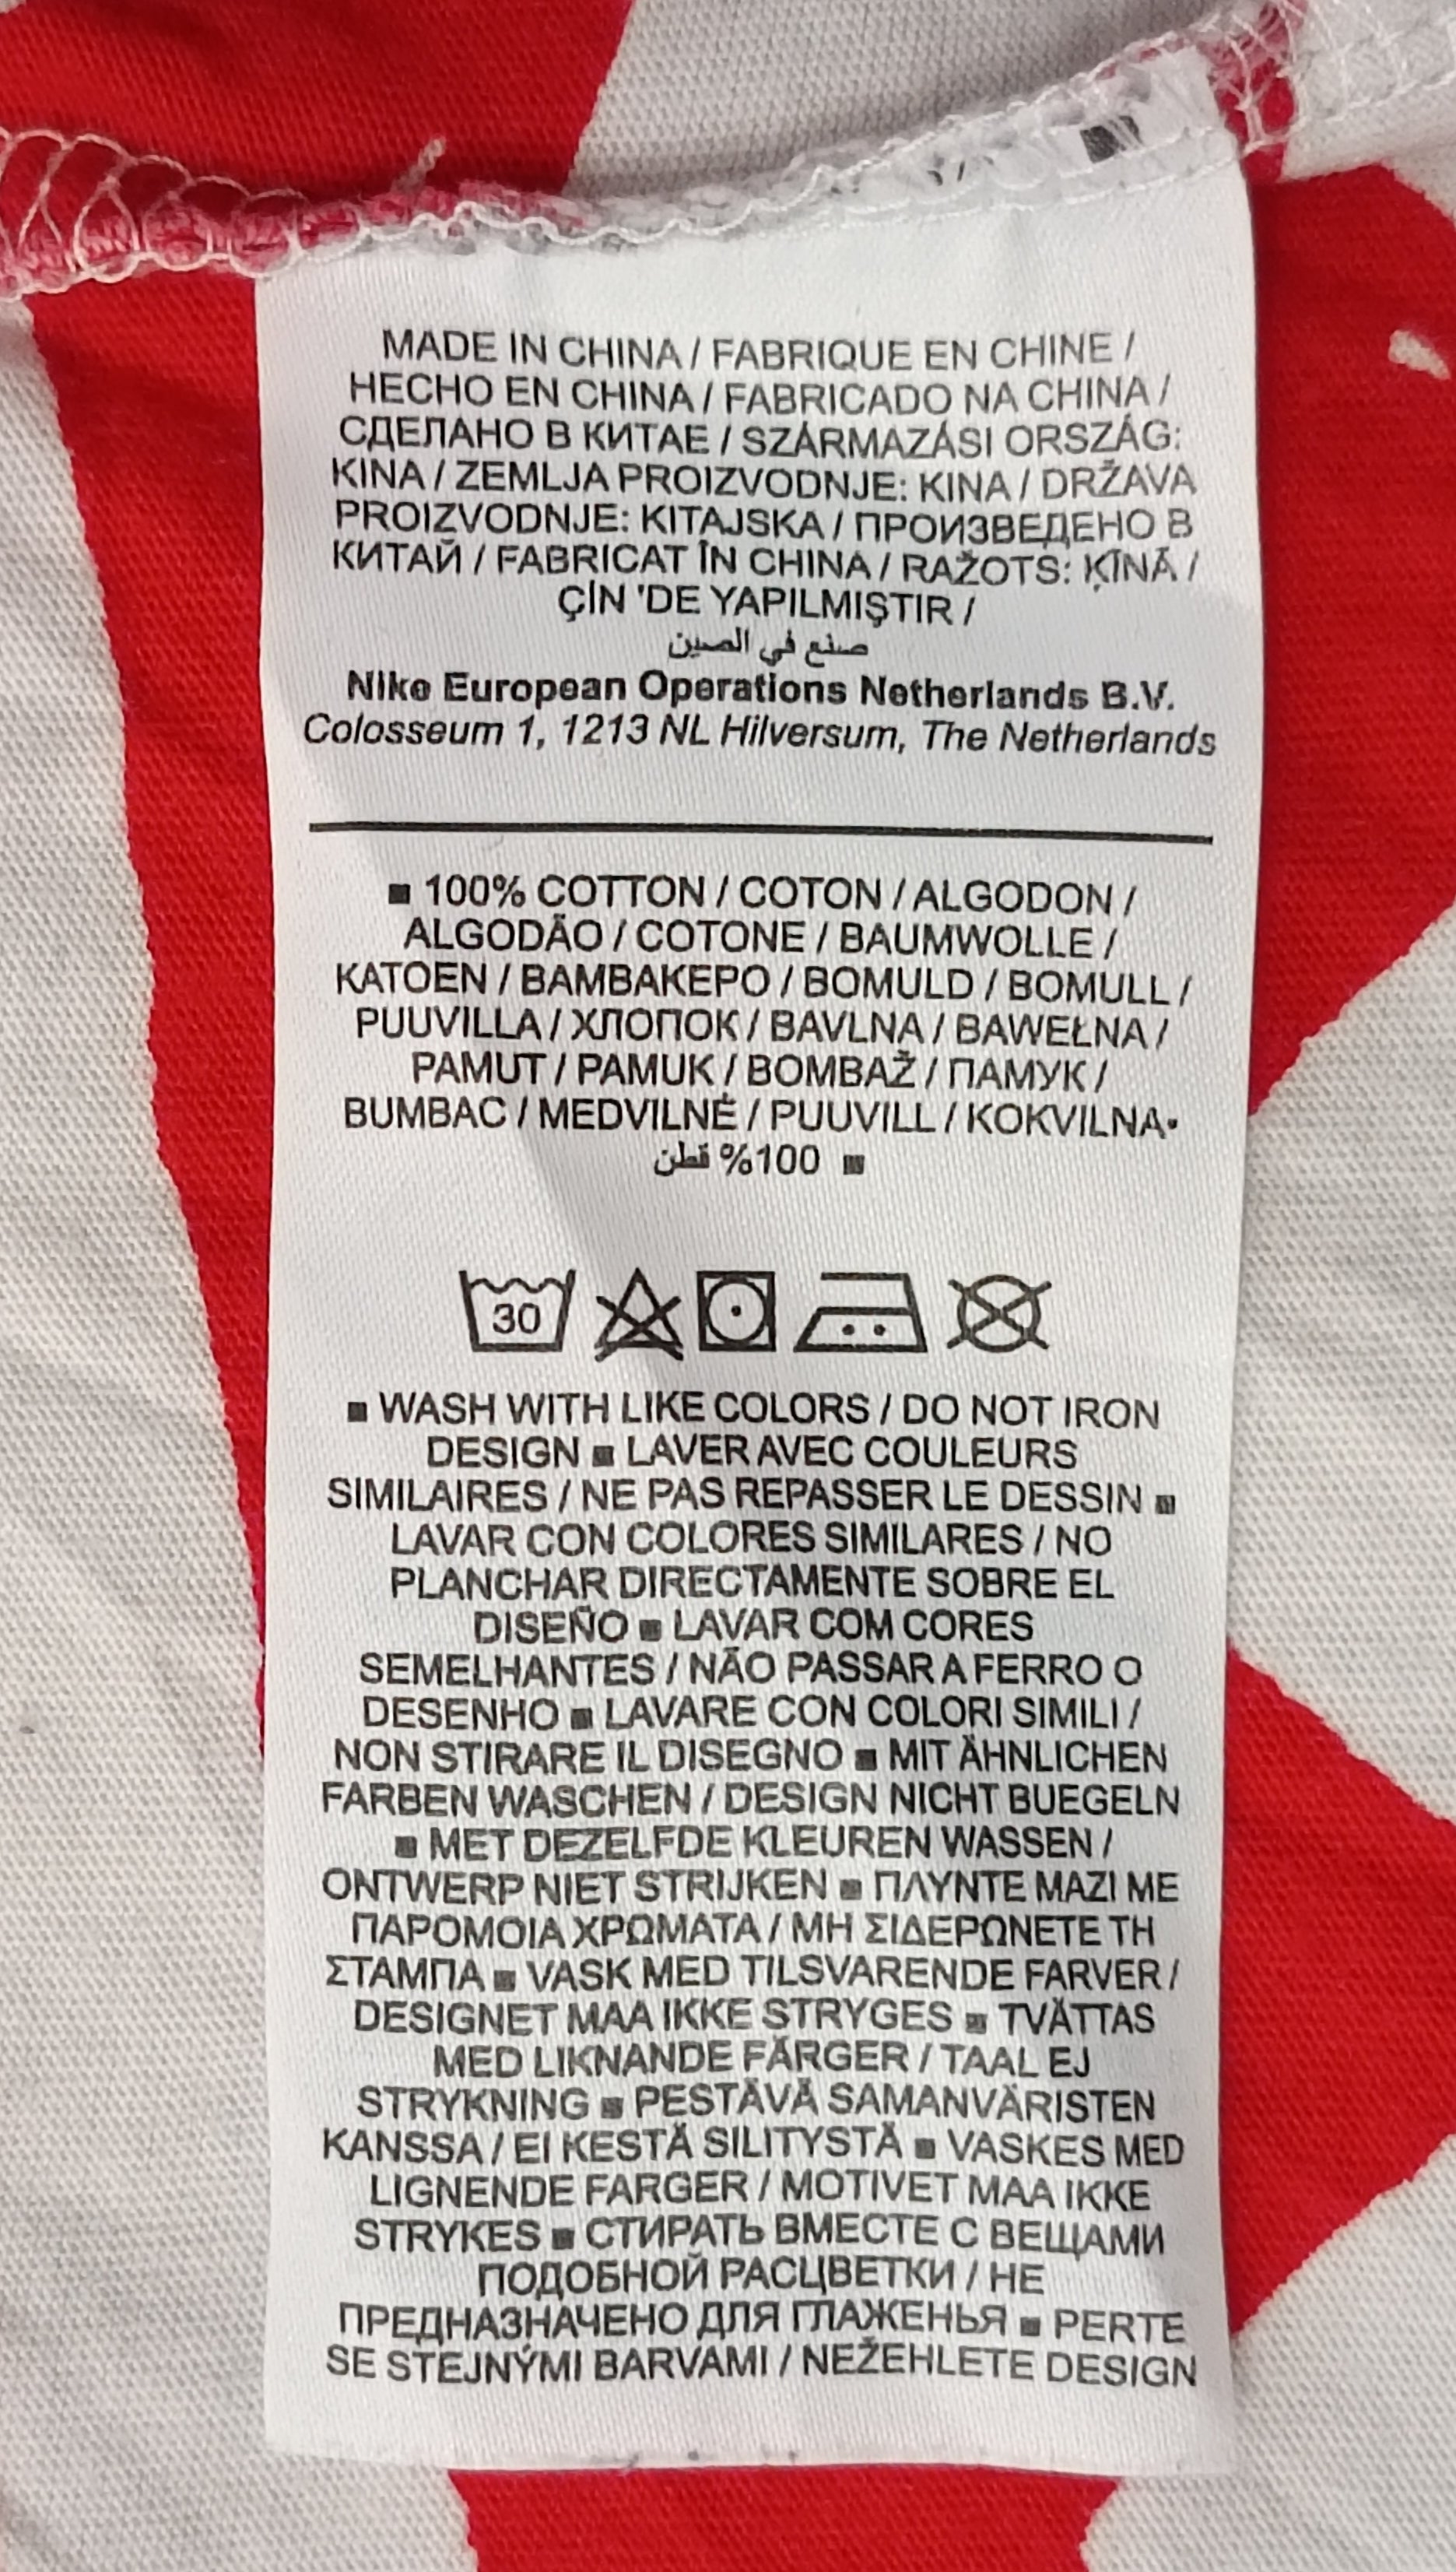 MADE IN CHINA / FABRIQUE EN CHINE /
HECHO EN CHINA / FABRICADO NA CHINA /
СДЕЛАНО В КИТАЕ / SZÁRMAZÁSI ORSZÁG:
KINA / ZEMLJA PROIZVODNJE: KINA / DRŽAVA
PROIZVODNJE: KITAJSKA / ПРОИЗВЕДЕНО В
КИТАЙ / FABRICAT ÎN CHINA / RAŽOTS: ĶĪNĀ /
ÇİN 'DE YAPILMIŞTIR /
صنع في الصين
Nike European Operations Netherlands B.V.
Colosseum 1, 1213 NL Hilversum, The Netherlands
■ 100% COTTON / COTON / ALGODON /
ALGODÃO / COTONE / BAUMWOLLE /
KATOEN / ΒΑΜΒΑΚΕΡΟ / BOMULD / BOMULL /
PUUVILLA / ХЛОПОК / BAVLNA / BAWEŁNA /
PAMUT / PAMUK / BOMBAŽ / ПАМУК /
BUMBAC / MEDVILNĖ / PUUVILL / KOKVILNA•
■ 100% قطن
30
■ WASH WITH LIKE COLORS / DO NOT IRON
DESIGN ■ LAVER AVEC COULEURS
SIMILAIRES / NE PAS REPASSER LE DESSIN ■
LAVAR CON COLORES SIMILARES / NO
PLANCHAR DIRECTAMENTE SOBRE EL
DISEÑO ■ LAVAR COM CORES
SEMELHANTES / NÃO PASSAR A FERRO O
DESENHO ■ LAVARE CON COLORI SIMILI /
NON STIRARE IL DISEGNO ■ MIT ÄHNLICHEN
FARBEN WASCHEN / DESIGN NICHT BUEGELN
■ MET DEZELFDE KLEUREN WASSEN /
ONTWERP NIET STRIJKEN ■ ΠΛΥΝΤΕ ΜΑΖΙ ΜΕ
ΠΑΡΟΜΟΙΑ ΧΡΩΜΑΤΑ / ΜΗ ΣΙΔΕΡΩΝΕΤΕ ΤΗ
ΣΤΑΜΠΑ ■ VASK MED TILSVARENDE FARVER /
DESIGNET MAA IKKE STRYGES ■ TVÄTTAS
MED LIKNANDE FÄRGER / TAAL EJ
STRYKNING ■ PESTÄVÄ SAMANVÄRISTEN
KANSSA / EI KESTÄ SILITYSTÄ ■ VASKES MED
LIGNENDE FARGER / MOTIVET MAA IKKE
STRYKES ■ СТИРАТЬ ВМЕСТЕ С ВЕЩАМИ
ПОДОБНОЙ РАСЦВЕТКИ / НЕ
ПРЕДНАЗНАЧЕНО ДЛЯ ГЛАЖЕНЬЯ ■ PERTE
SE STEJNÝMI BARVAMI / NEŽEHLETE DESIGN